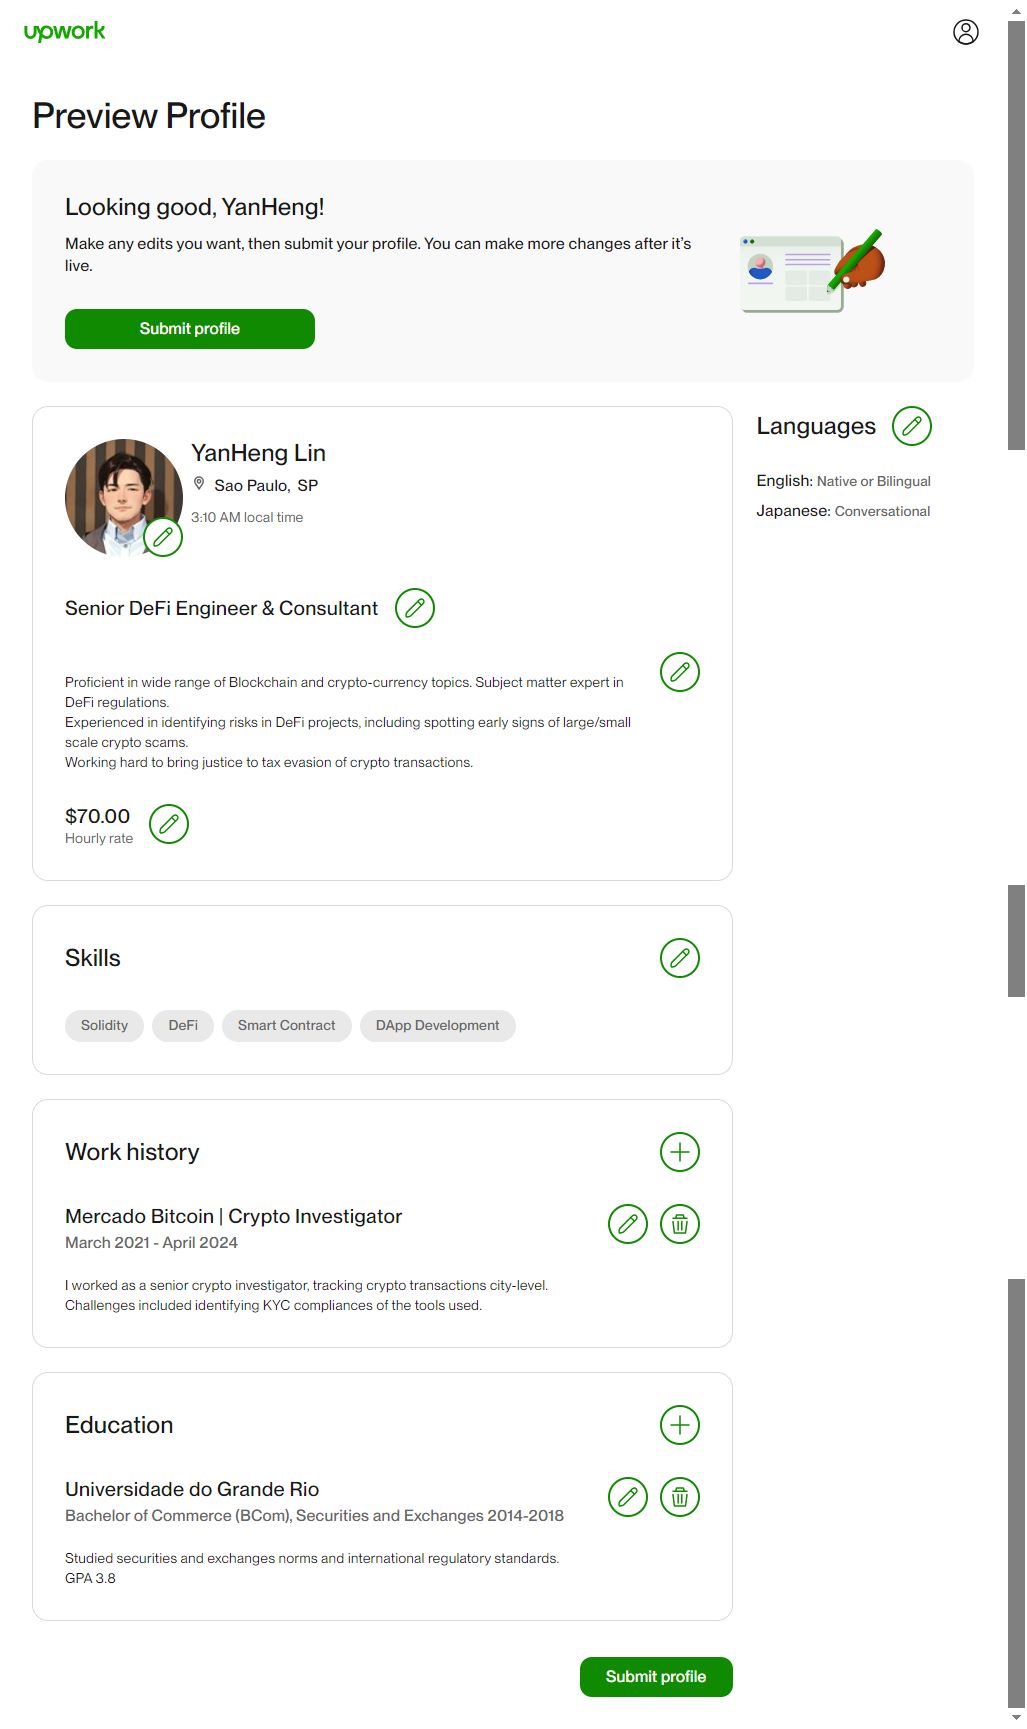 upwork
Preview Profile
Looking good, YanHeng!
Make any edits you want, then submit your profile. You can make more changes after it’s
live.
Submit profile
YanHeng Lin
Sao Paulo, SP
3:10 AM local time
Senior DeFi Engineer & Consultant
Proficient in wide range of Blockchain and crypto-currency topics. Subject matter expert in
DeFi regulations.
Experienced in identifying risks in DeFi projects, including spotting early signs of large/small
scale crypto scams.
Working hard to bring justice to tax evasion of crypto transactions.
$70.00
Hourly rate
Languages
English: Native or Bilingual
Japanese: Conversational
Skills
Solidity
DeFi
Smart Contract
DApp Development
Work history
Mercado Bitcoin | Crypto Investigator
March 2021 - April 2024
I worked as a senior crypto investigator, tracking crypto transactions city-level.
Challenges included identifying KYC compliances of the tools used.
Education
Universidade do Grande Rio
Bachelor of Commerce (BCom), Securities and Exchanges 2014-2018
Studied securities and exchanges norms and international regulatory standards.
GPA 3.8
Submit profile